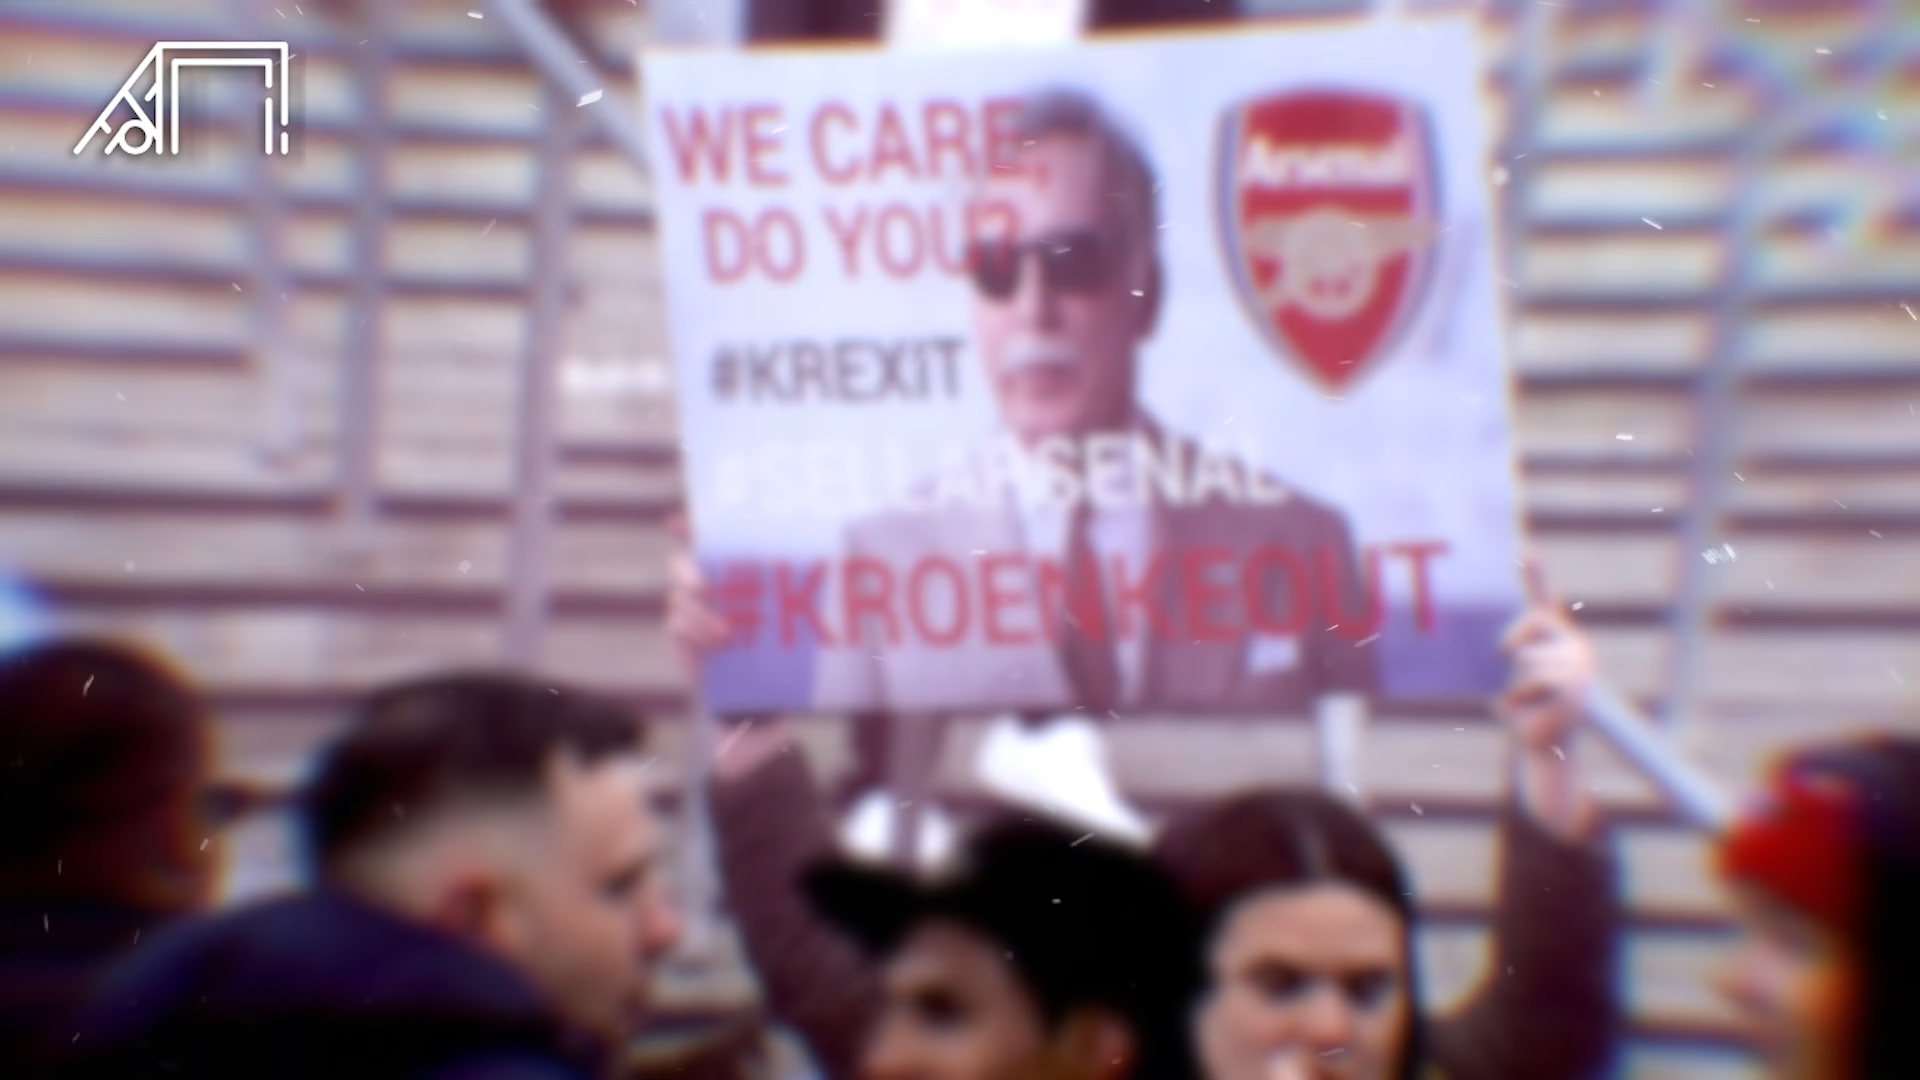 WE CARE,
DO YOU?
Arsenal
#KREXiT
#SELLARSENAL
#KROENKEOUT